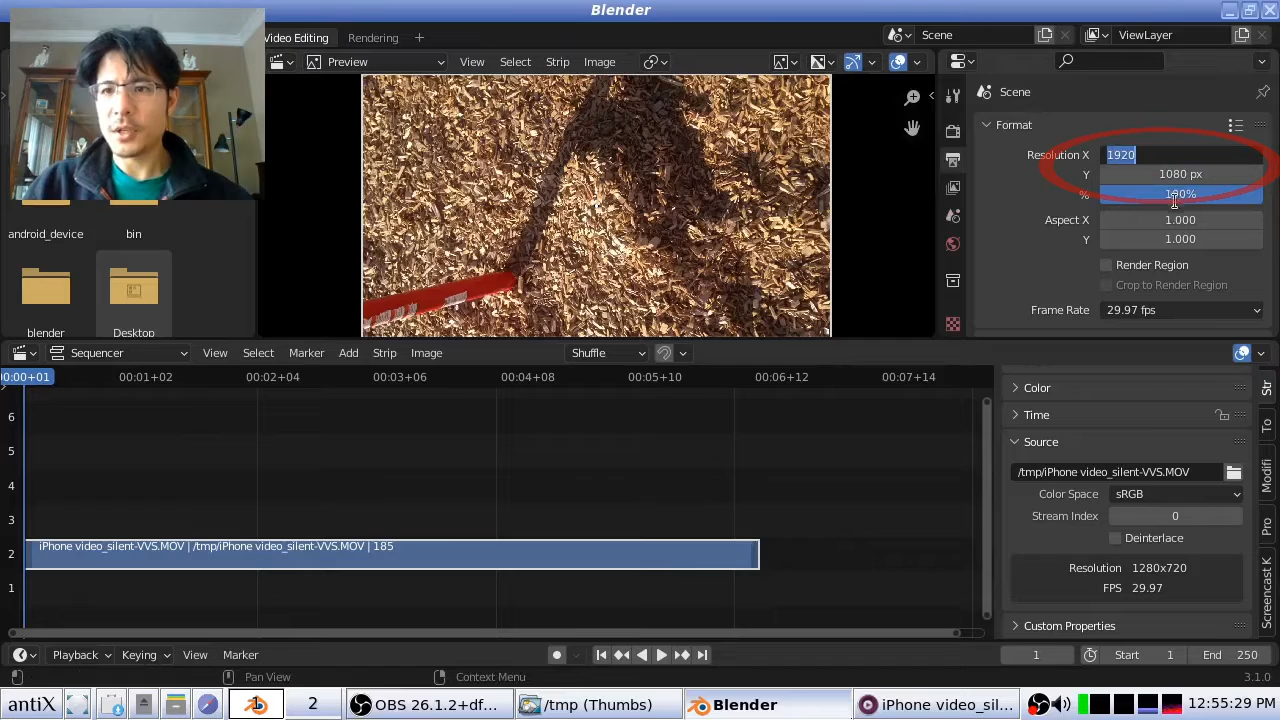 Blender
Video Editing
Rendering
+
Scene
ViewLayer
Preview
View
Select
Strip
Image
Scene
Format
Resolution X
1920
Y
1080 px
%
100%
Aspect X
1.000
Y
1.000
Render Region
Crop to Render Region
Frame Rate
29.97 fps
android_device
bin
blender
Desktop
Sequencer
View
Select
Marker
Add
Strip
Image
Shuffle
00:00+01
00:01+02
00:02+04
00:03+06
00:04+08
00:05+10
00:06+12
00:07+14
6
5
4
3
2
1
iPhone video_silent-VVS.MOV | /tmp/iPhone video_silent-VVS.MOV | 185
Color
Time
Source
/tmp/iPhone video_silent-VVS.MOV
Color Space
sRGB
Stream Index
0
Deinterlace
Resolution
1280x720
FPS
29.97
Custom Properties
Str
To
Modifi
Pro
Screencast K
Playback
Keying
View
Marker
1
Start
1
End
250
Pan View
Context Menu
3.1.0
antiX
1
2
OBS 26.1.2+df...
/tmp (Thumbs)
Blender
iPhone video_sil...
12:55:29 PM